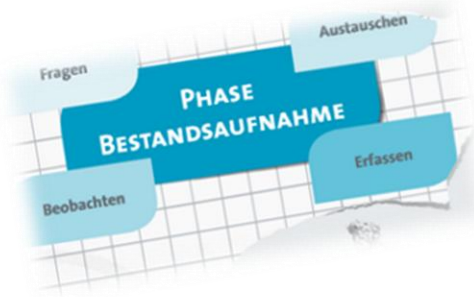 Austauschen
Fragen
PHASE
BESTANDSAUFNAHME
Erfassen
Beobachten